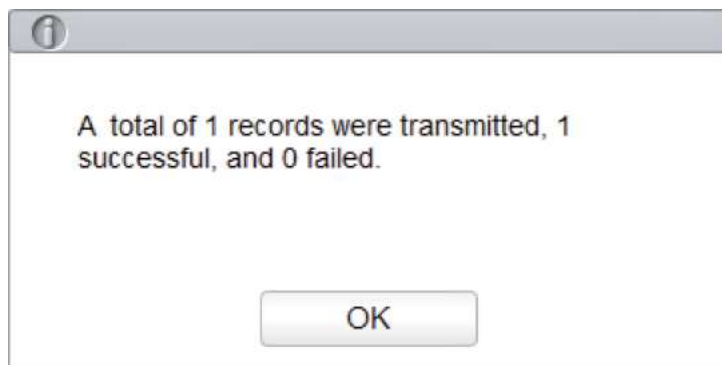 A total of 1 records were transmitted, 1
successful, and 0 failed.
OK